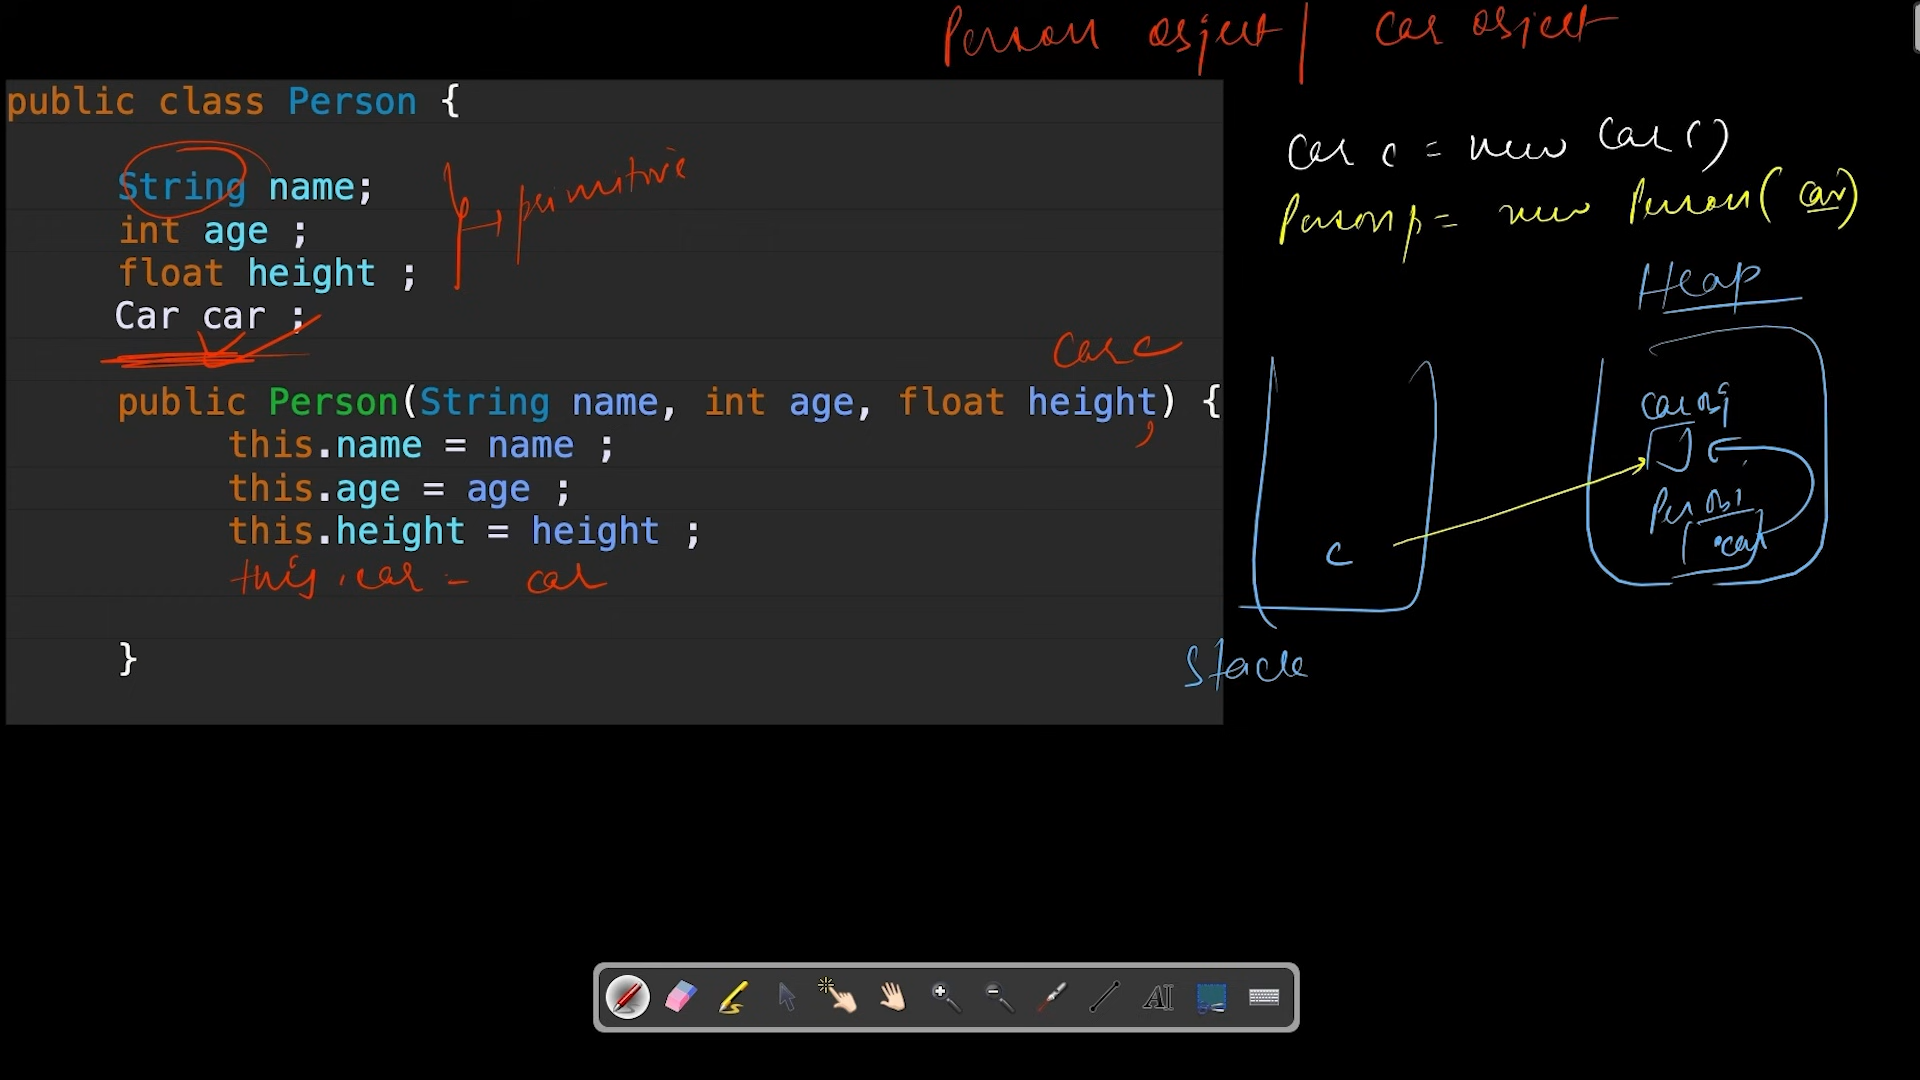 Person object | Car object
public class Person {
String name;
int age ;
float height ;
Car car ;
primitive
Car c
public Person(String name, int age, float height) {
,
this.name = name ;
this.age = age ;
this.height = height ;
this.car = car
}
Car c = new Car()
Person p = new Person(car)
Heap
Car obj
Per obj
car
c
Stack
AI